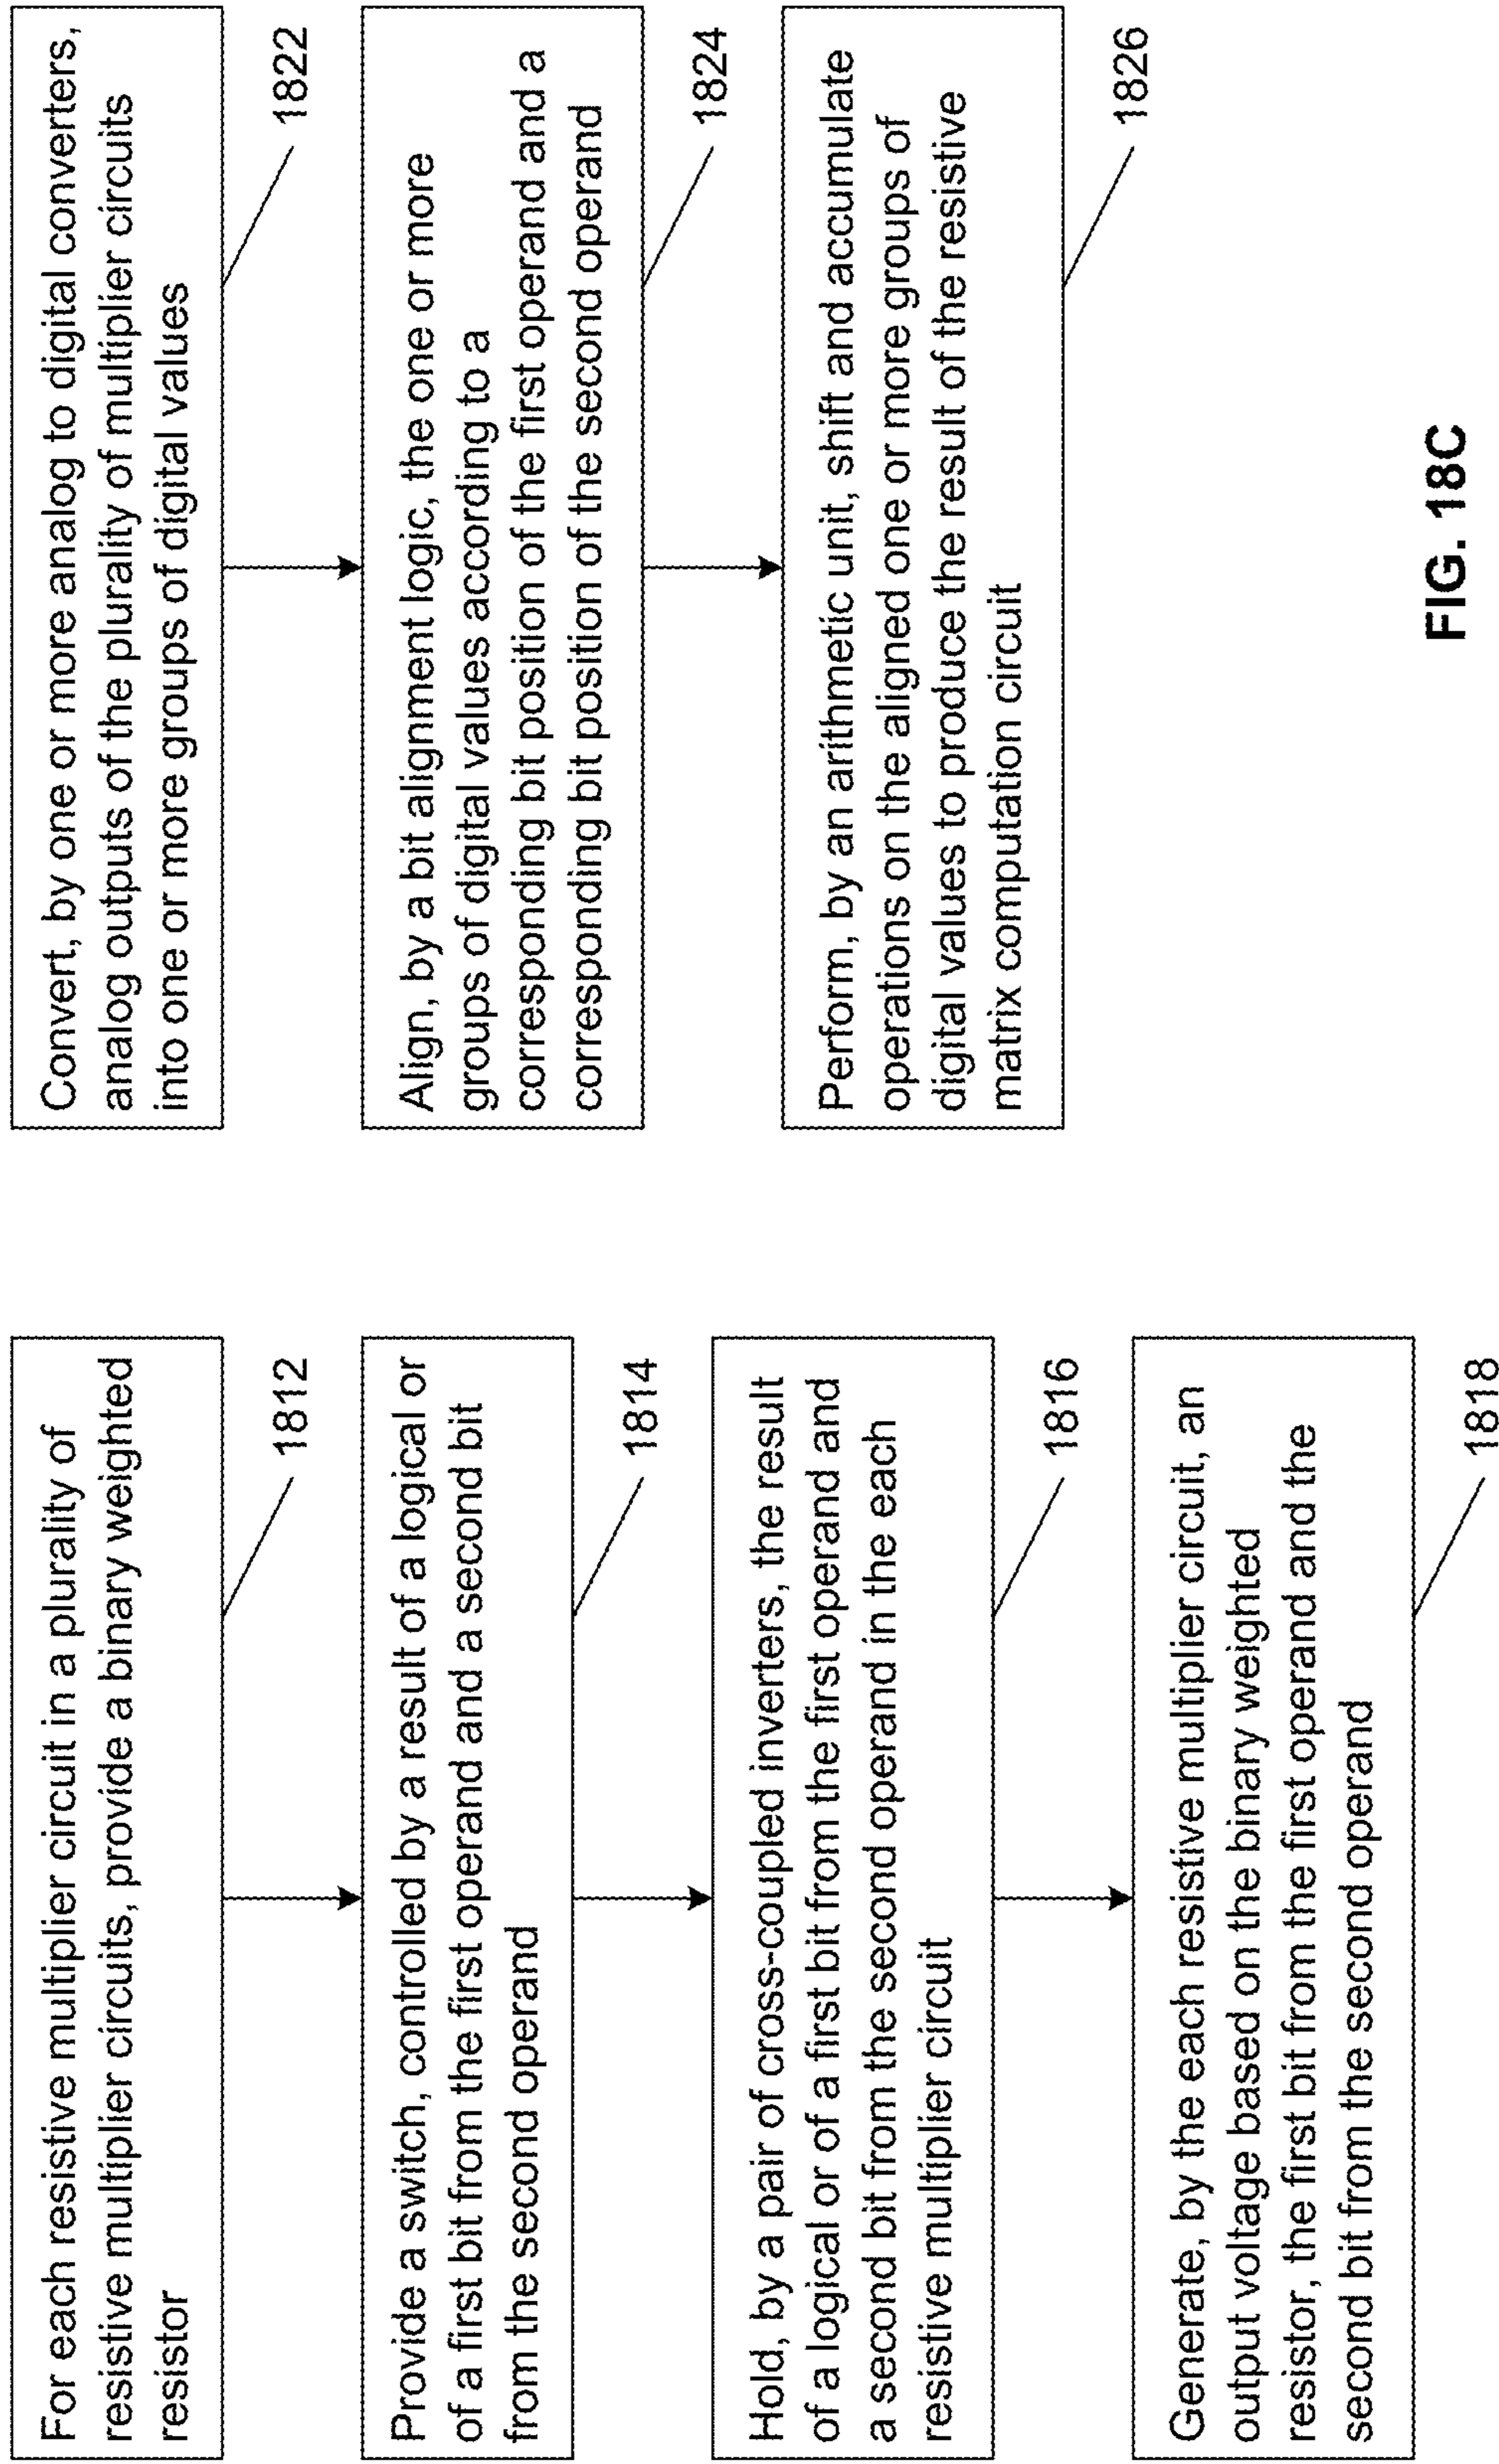 For each resistive multiplier circuit in a plurality of
resistive multiplier circuits, provide a binary weighted
resistor
1812
Provide a switch, controlled by a result of a logical or
of a first bit from the first operand and a second bit
from the second operand
1814
Hold, by a pair of cross-coupled inverters, the result
of a logical or of a first bit from the first operand and
a second bit from the second operand in the each
resistive multiplier circuit
1816
Generate, by the each resistive multiplier circuit, an
output voltage based on the binary weighted
resistor, the first bit from the first operand and the
second bit from the second operand
1818
Convert, by one or more analog to digital converters,
analog outputs of the plurality of multiplier circuits
into one or more groups of digital values
1822
Align, by a bit alignment logic, the one or more
groups of digital values according to a
corresponding bit position of the first operand and a
corresponding bit position of the second operand
1824
Perform, by an arithmetic unit, shift and accumulate
operations on the aligned one or more groups of
digital values to produce the result of the resistive
matrix computation circuit
1826
FIG. 18C